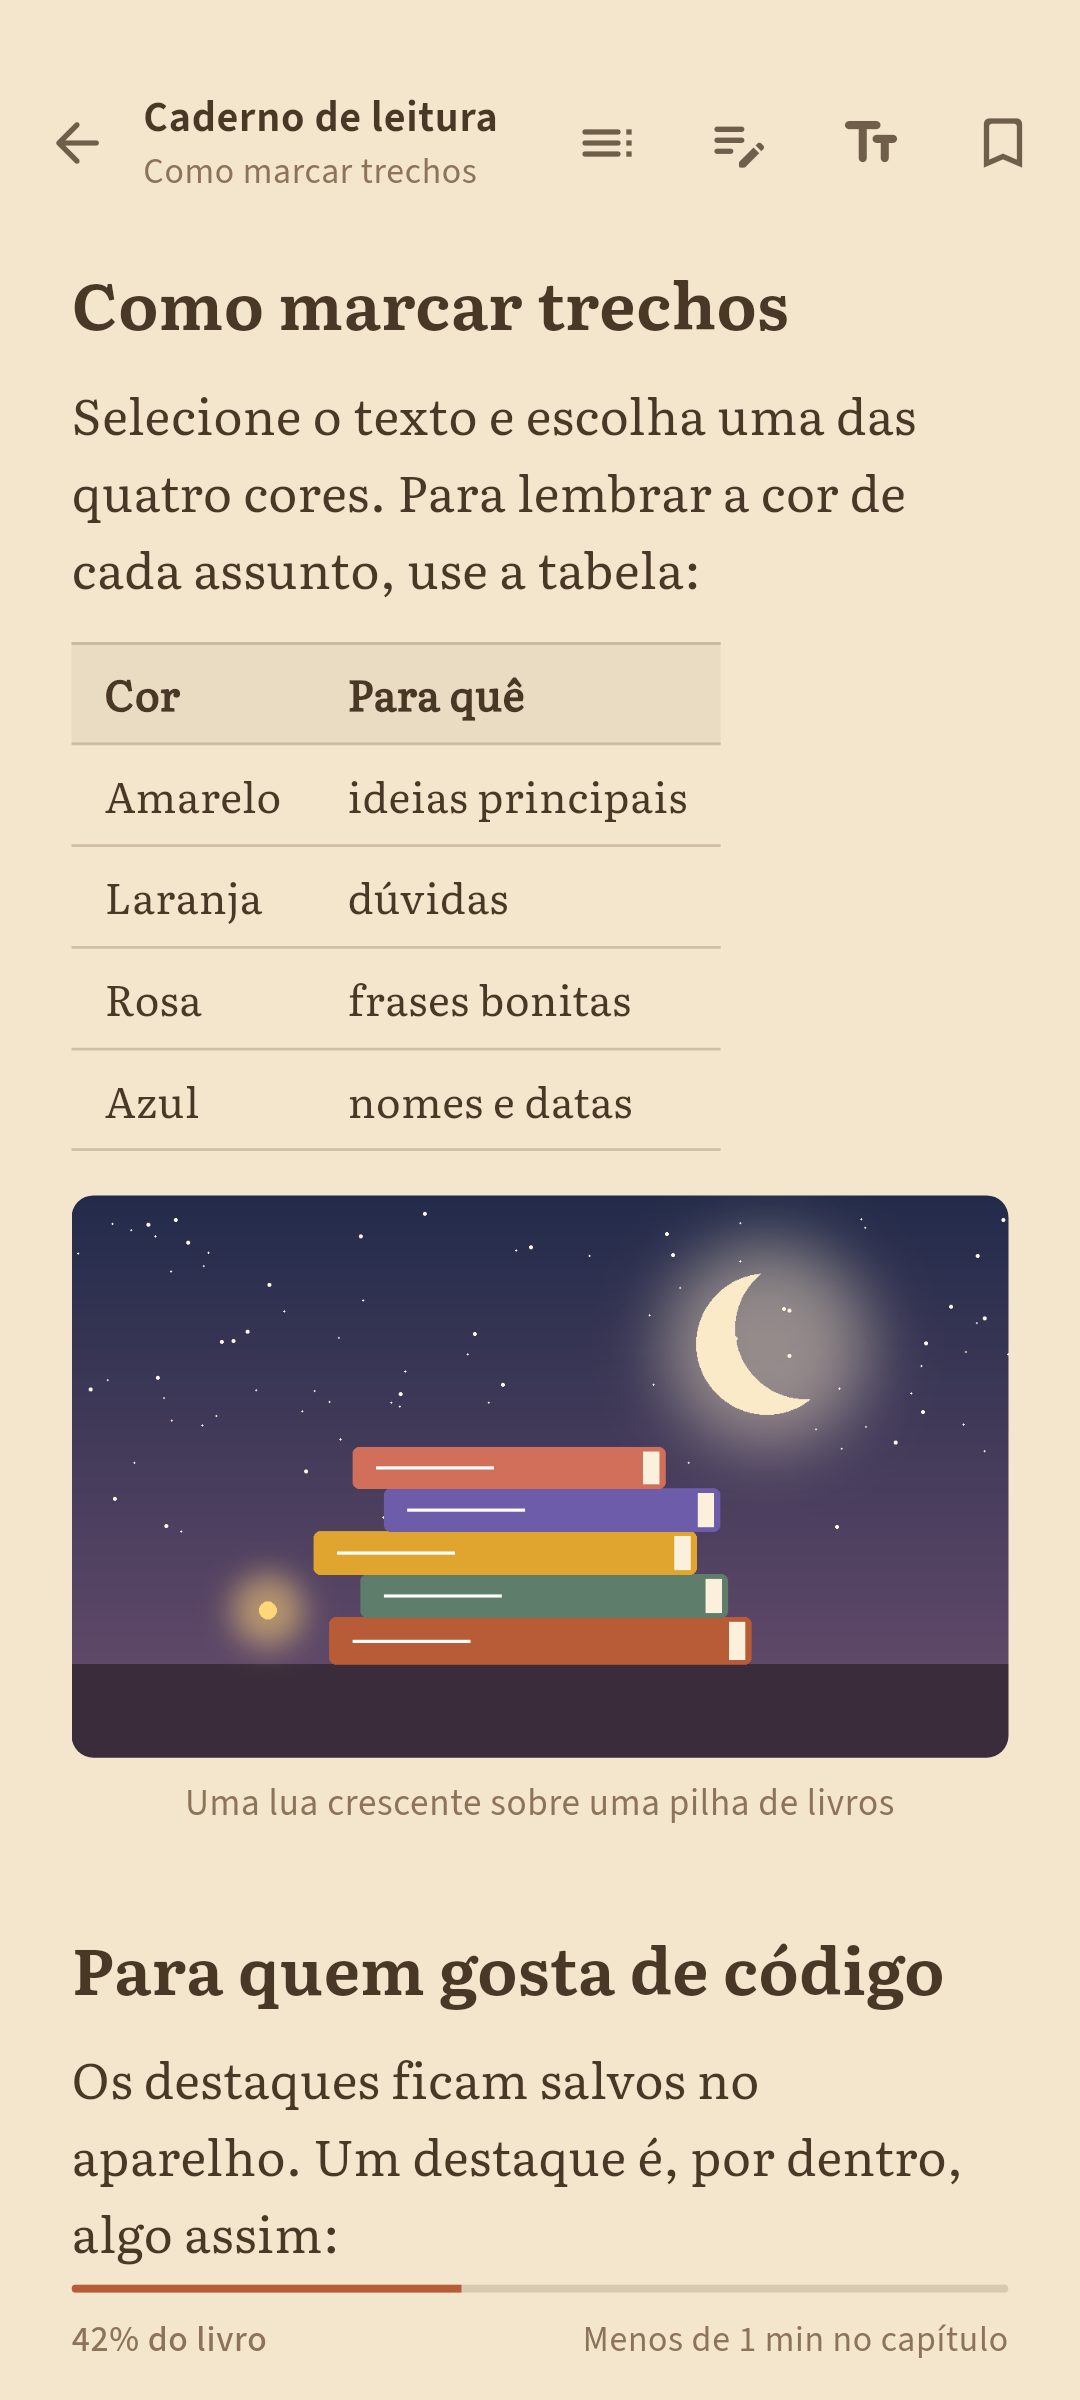 Caderno de leitura
Como marcar trechos
Como marcar trechos
Selecione o texto e escolha uma das
quatro cores. Para lembrar a cor de
cada assunto, use a tabela:
Cor Para quê
Amarelo ideias principais
Laranja dúvidas
Rosa frases bonitas
Azul nomes e datas
Uma lua crescente sobre uma pilha de livros
Para quem gosta de código
Os destaques ficam salvos no
aparelho. Um destaque é, por dentro,
algo assim:
42% do livro Menos de 1 min no capítulo